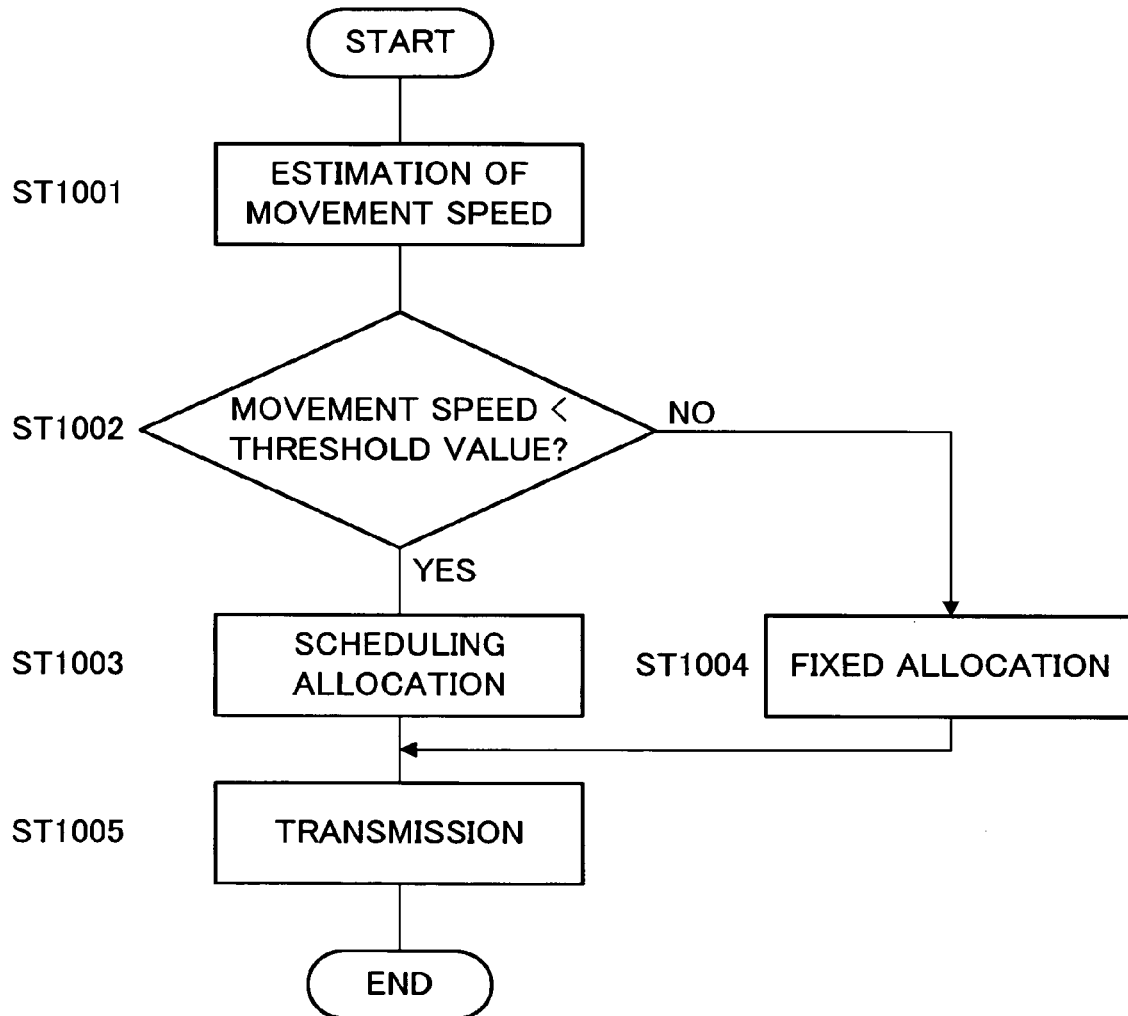 START
ST1001
ESTIMATION OF
MOVEMENT SPEED
ST1002
MOVEMENT SPEED <
THRESHOLD VALUE?
NO
YES
ST1003
SCHEDULING
ALLOCATION
ST1004
FIXED ALLOCATION
ST1005
TRANSMISSION
END